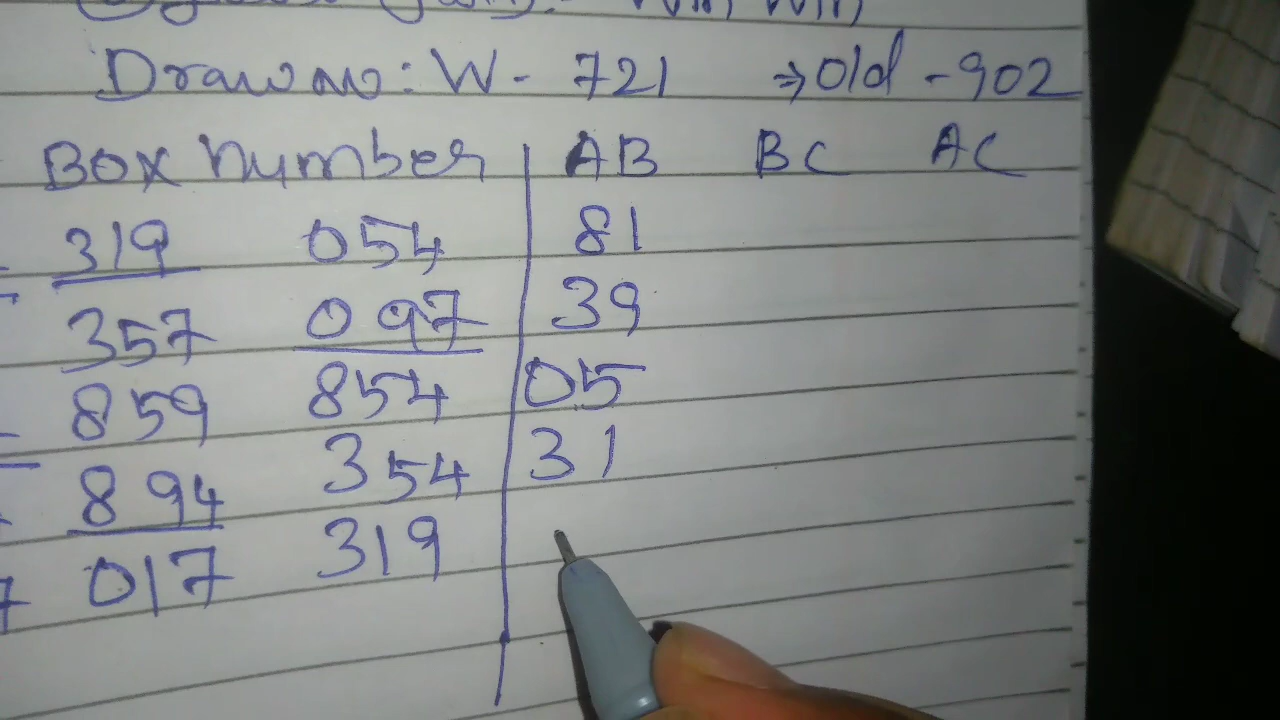 Draw no: W- 721 ⇒ Old - 902
Box number AB BC AC
319 054 81
357 097 39
859 854 05
894 354 31
017 319